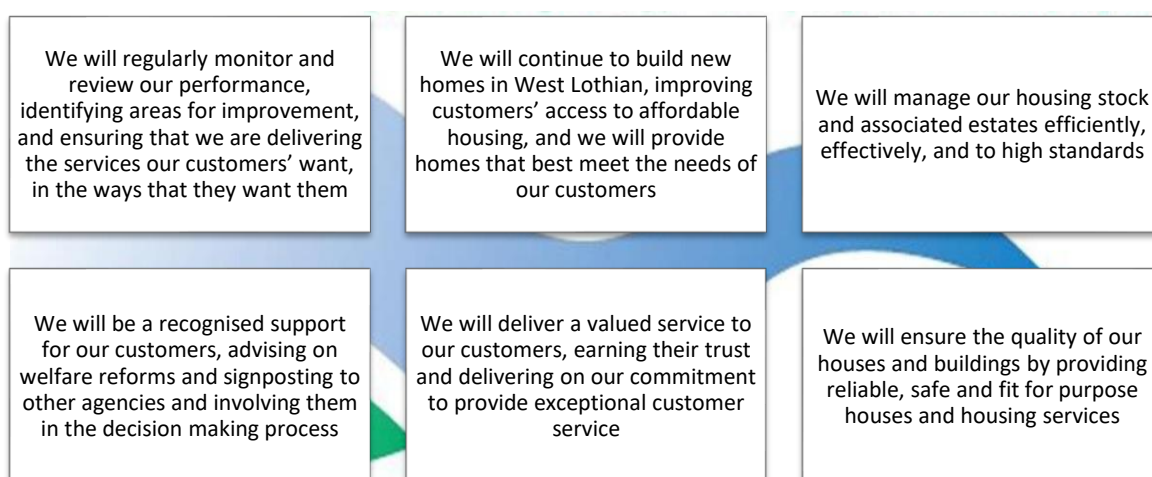 We will regularly monitor and
review our performance,
identifying areas for improvement,
and ensuring that we are delivering
the services our customers’ want,
in the ways that they want them
We will continue to build new
homes in West Lothian, improving
customers’ access to affordable
housing, and we will provide
homes that best meet the needs of
our customers
We will manage our housing stock
and associated estates efficiently,
effectively, and to high standards
We will be a recognised support
for our customers, advising on
welfare reforms and signposting to
other agencies and involving them
in the decision making process
We will deliver a valued service to
our customers, earning their trust
and delivering on our commitment
to provide exceptional customer
service
We will ensure the quality of our
houses and buildings by providing
reliable, safe and fit for purpose
houses and housing services